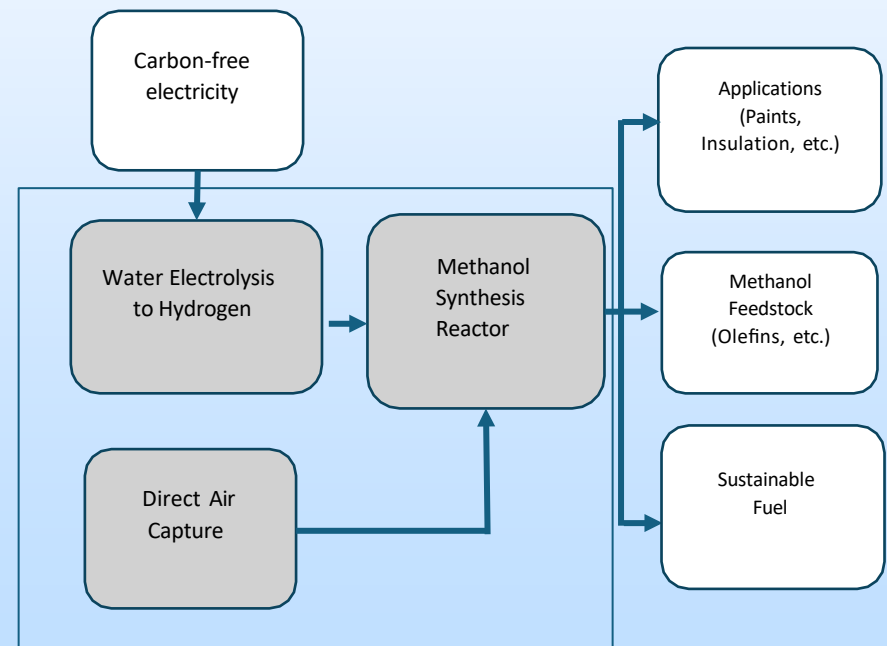 Carbon-free
electricity
Applications
(Paints,
Insulation, etc.)
Water Electrolysis
to Hydrogen
Methanol
Synthesis
Reactor
Methanol
Feedstock
(Olefins, etc.)
Direct Air
Capture
Sustainable
Fuel